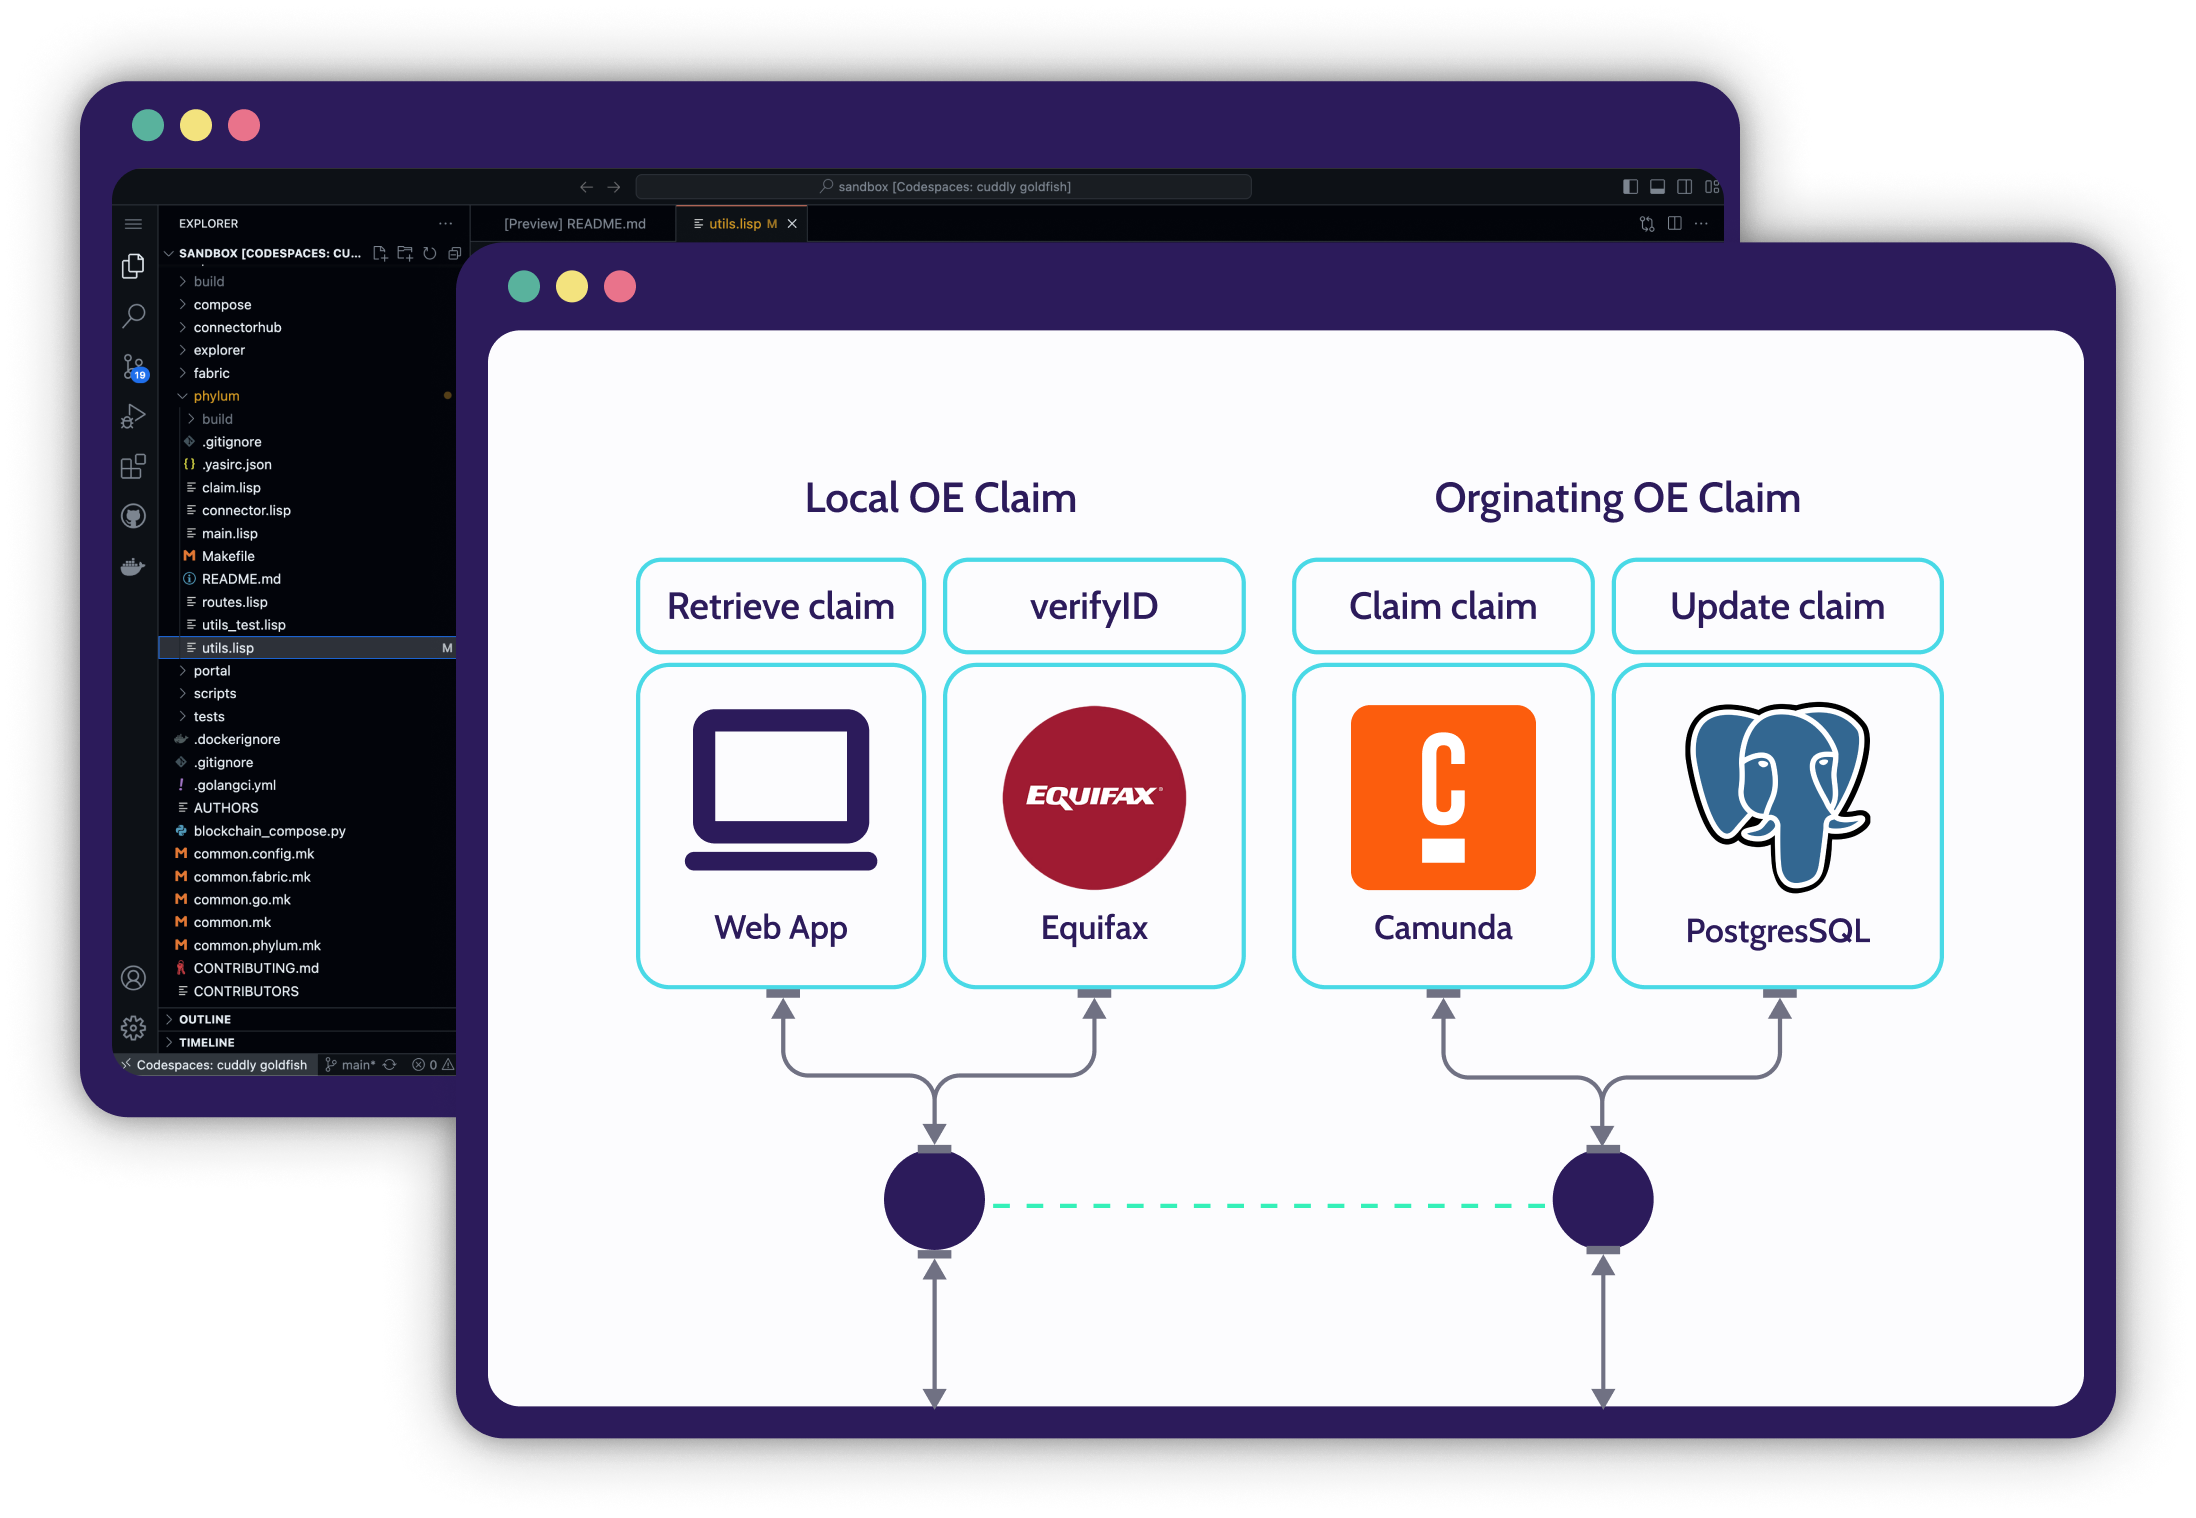 sandbox [Codespaces: cuddly goldfish]
EXPLORER
[Preview] README.md
utils.lisp M
SANDBOX [CODESPACES: CU...
build
compose
connectorhub
explorer
fabric
19
phylum
build
.gitignore
.yasirc.json
claim.lisp
connector.lisp
main.lisp
Makefile
README.md
routes.lisp
utils_test.lisp
utils.lisp M
portal
scripts
tests
.dockerignore
.gitignore
.golangci.yml
AUTHORS
blockchain_compose.py
common.config.mk
common.fabric.mk
common.go.mk
common.mk
common.phylum.mk
CONTRIBUTING.md
CONTRIBUTORS
OUTLINE
TIMELINE
Codespaces: cuddly goldfish main* 0
Local OE Claim
Orginating OE Claim
Retrieve claim
verifyID
Claim claim
Update claim
EQUIFAX
C
Web App
Equifax
Camunda
PostgresSQL